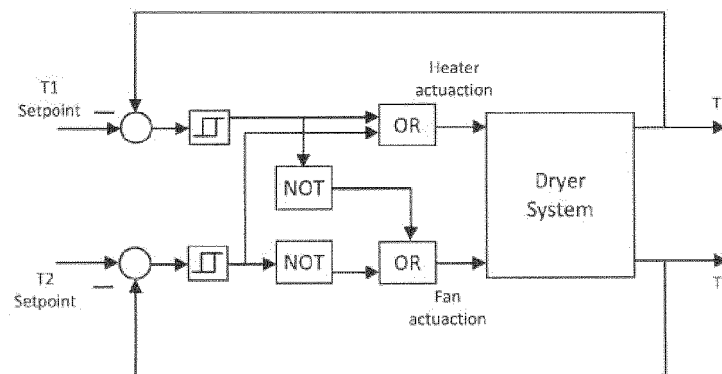 Heater
actuaction
T1
Setpoint
T
OR
NOT
Dryer
System
T2
Setpoint
NOT
OR
T
Fan
actuaction